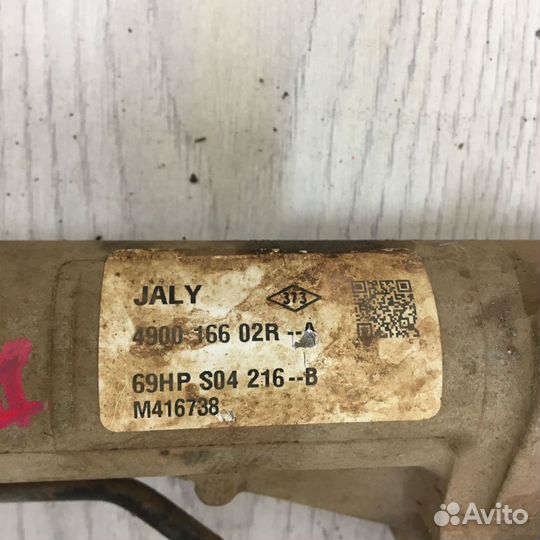 JALY
373
4900 166 02R --A
69HP S04 216--B
M416738
Avito